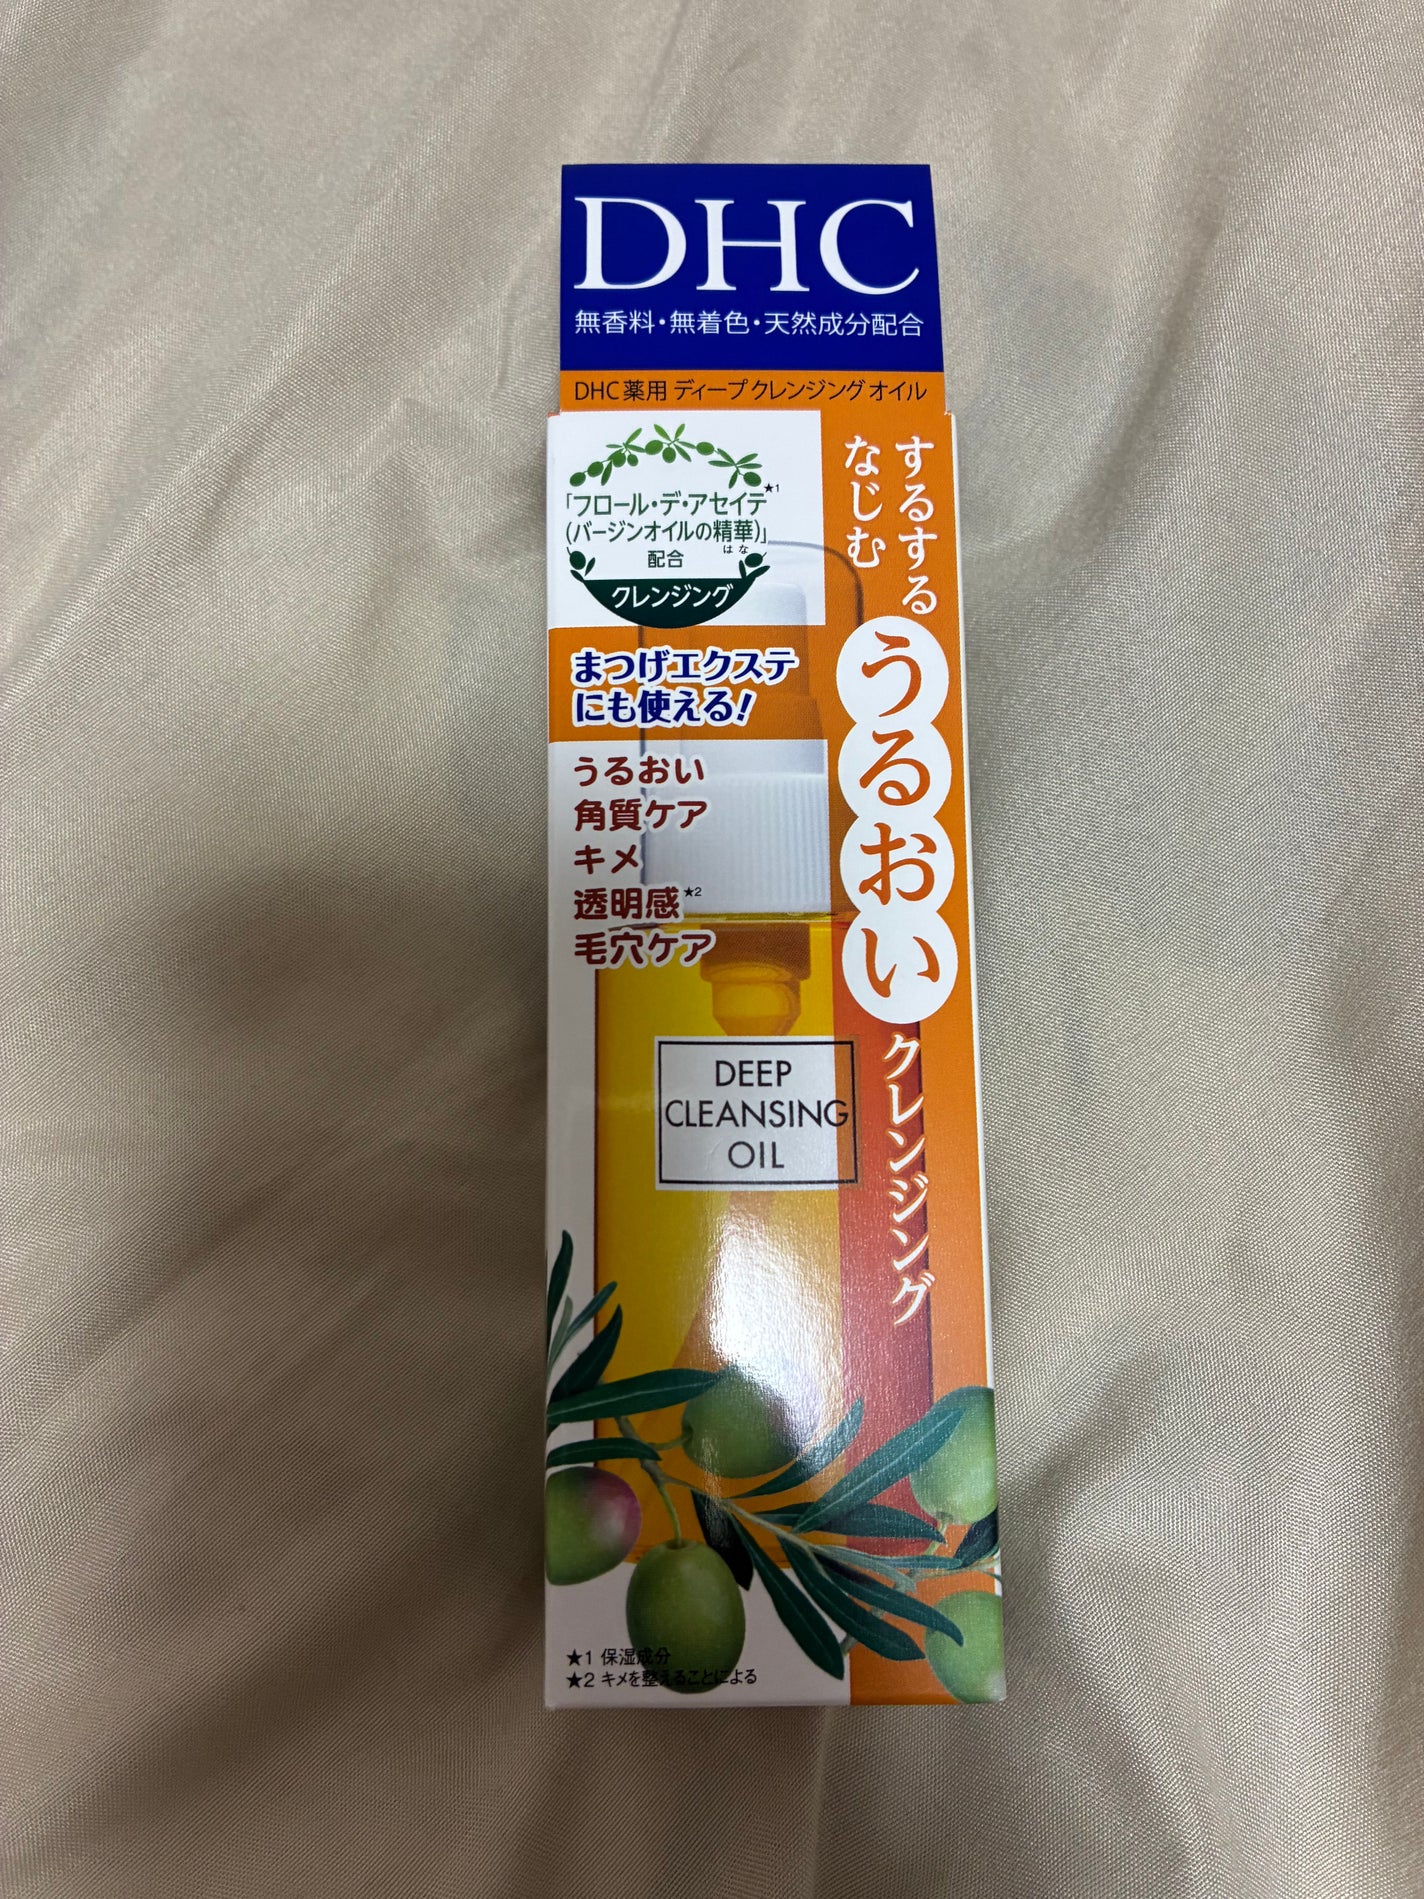 DHC
無香料・無着色・天然成分配合
DHC薬用 ディープクレンジングオイル
「フロール・デ・アセイテ★1
(バージンオイルの精華)」
はな
配合
クレンジング
まつげエクステ
にも使える!
うるおい
角質ケア
キメ
透明感★2
毛穴ケア
するする
なじむ
うるおい
クレンジング
DEEP
CLEANSING
OIL
★1 保湿成分
★2 キメを整えることによる